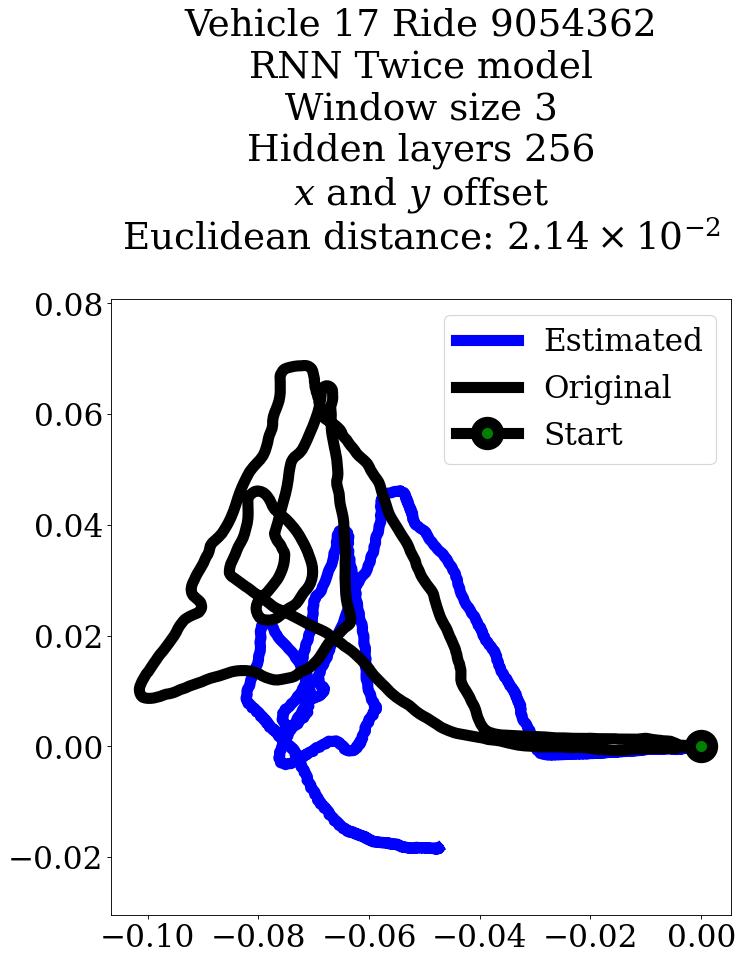 Vehicle 17 Ride 9054362
RNN Twice model
Window size 3
Hidden layers 256
x and y offset
Euclidean distance: 2.14 × 10⁻²
0.08
0.06
0.04
0.02
0.00
−0.02
Estimated
Original
Start
−0.10 −0.08 −0.06 −0.04 −0.02 0.00